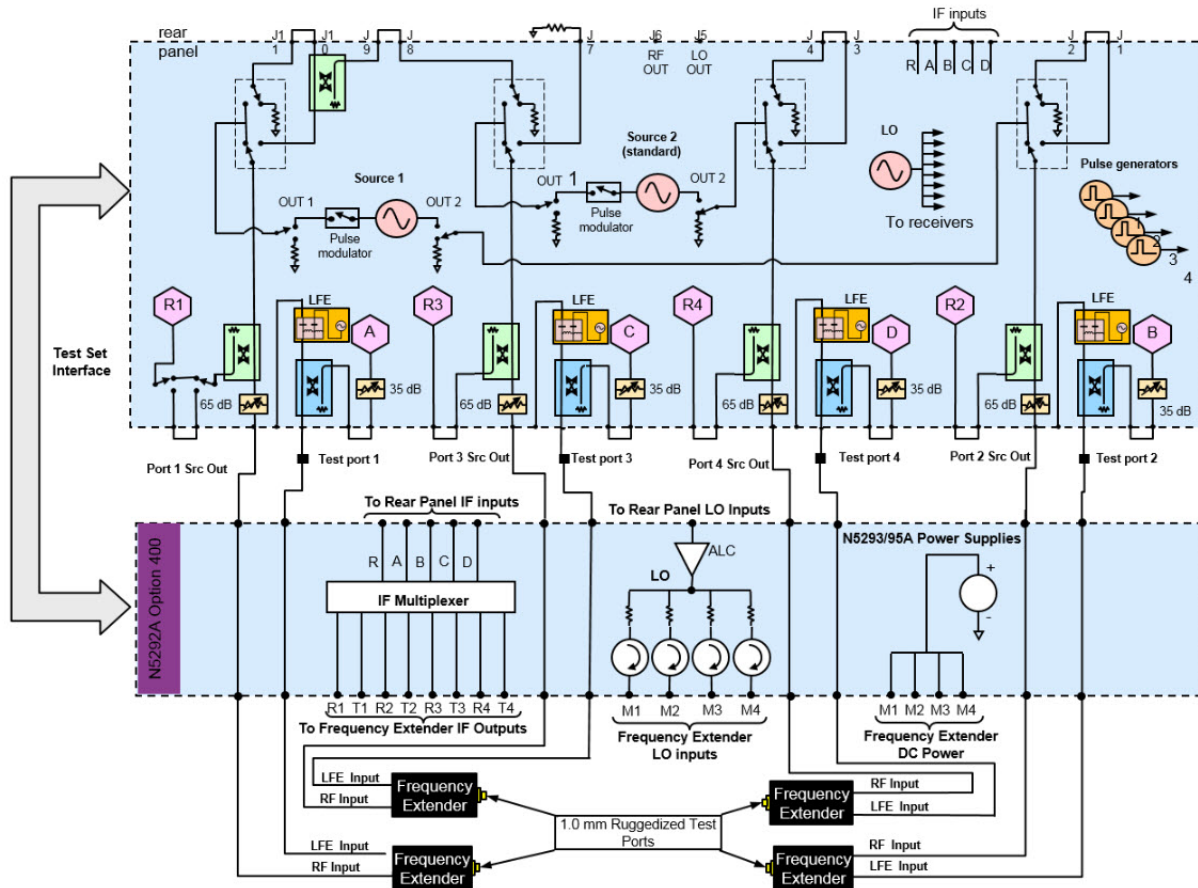 rear
panel
J1
1
J1
0
J
9
J
8
J
7
J6
RF
OUT
J5
LO
OUT
J
4
J
3
IF inputs
R
A
B
C
D
J
2
J
1
Source 1
OUT 1
OUT 2
Pulse
modulator
Source 2
(standard)
OUT 1
OUT 2
Pulse
modulator
LO
To receivers
Pulse generators
1
2
3
4
Test Set
Interface
R1
LFE
A
65 dB
35 dB
R3
LFE
C
35 dB
R4
LFE
D
65 dB
35 dB
R2
LFE
B
65 dB
35 dB
Port 1 Src Out
Test port 1
Port 3 Src Out
Test port 3
Port 4 Src Out
Test port 4
Port 2 Src Out
Test port 2
N5292A Option 400
To Rear Panel IF inputs
R
A
B
C
D
IF Multiplexer
R1 T1 R2 T2 R3 T3 R4 T4
To Frequency Extender IF Outputs
To Rear Panel LO Inputs
ALC
LO
M1 M2 M3 M4
Frequency Extender
LO inputs
N5293/95A Power Supplies
+
-
M1 M2 M3 M4
Frequency Extender
DC Power
LFE Input
RF Input
Frequency
Extender
LFE Input
RF Input
Frequency
Extender
1.0 mm Ruggedized Test
Ports
Frequency
Extender
RF Input
LFE Input
Frequency
Extender
RF Input
LFE Input